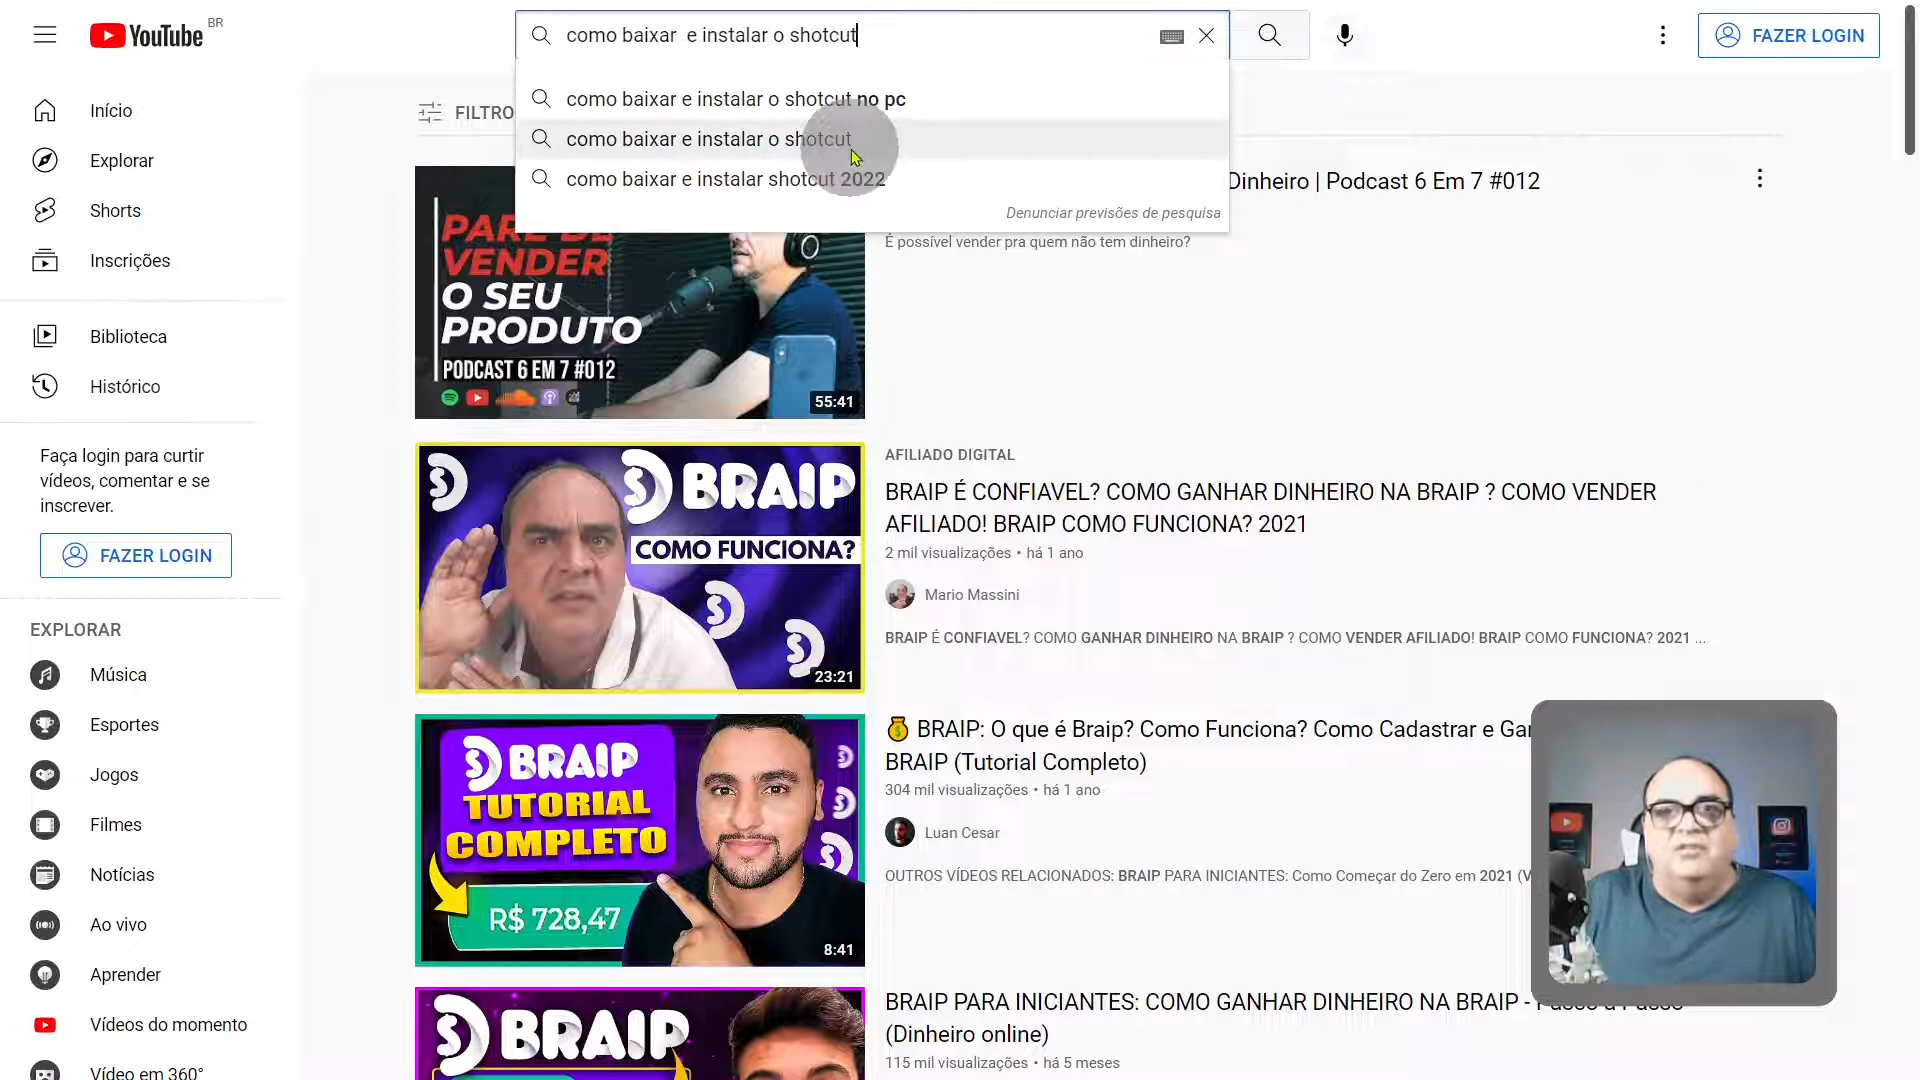 YouTube BR
como baixar  e instalar o shotcut
FAZER LOGIN
como baixar e instalar o shotcut no pc
como baixar e instalar o shotcut
como baixar e instalar shotcut 2022
Denunciar previsões de pesquisa
Início
Explorar
Shorts
Inscrições
Biblioteca
Histórico
Faça login para curtir
vídeos, comentar e se
inscrever.
FAZER LOGIN
EXPLORAR
Música
Esportes
Jogos
Filmes
Notícias
Ao vivo
Aprender
Vídeos do momento
Vídeo em 360°
FILTRO
PARE DE
VENDER
O SEU
PRODUTO
PODCAST 6 EM 7 #012
55:41
Dinheiro | Podcast 6 Em 7 #012
É possível vender pra quem não tem dinheiro?
BRAIP
COMO FUNCIONA?
23:21
AFILIADO DIGITAL
BRAIP É CONFIAVEL? COMO GANHAR DINHEIRO NA BRAIP ? COMO VENDER
AFILIADO! BRAIP COMO FUNCIONA? 2021
2 mil visualizações • há 1 ano
Mario Massini
BRAIP É CONFIAVEL? COMO GANHAR DINHEIRO NA BRAIP ? COMO VENDER AFILIADO! BRAIP COMO FUNCIONA? 2021 ...
BRAIP
TUTORIAL
COMPLETO
R$ 728,47
8:41
BRAIP: O que é Braip? Como Funciona? Como Cadastrar e Ga
BRAIP (Tutorial Completo)
304 mil visualizações • há 1 ano
Luan Cesar
OUTROS VÍDEOS RELACIONADOS: BRAIP PARA INICIANTES: Como Começar do Zero em 2021 (V
BRAIP
BRAIP PARA INICIANTES: COMO GANHAR DINHEIRO NA BRAIP - Passo a Passo
(Dinheiro online)
115 mil visualizações • há 5 meses